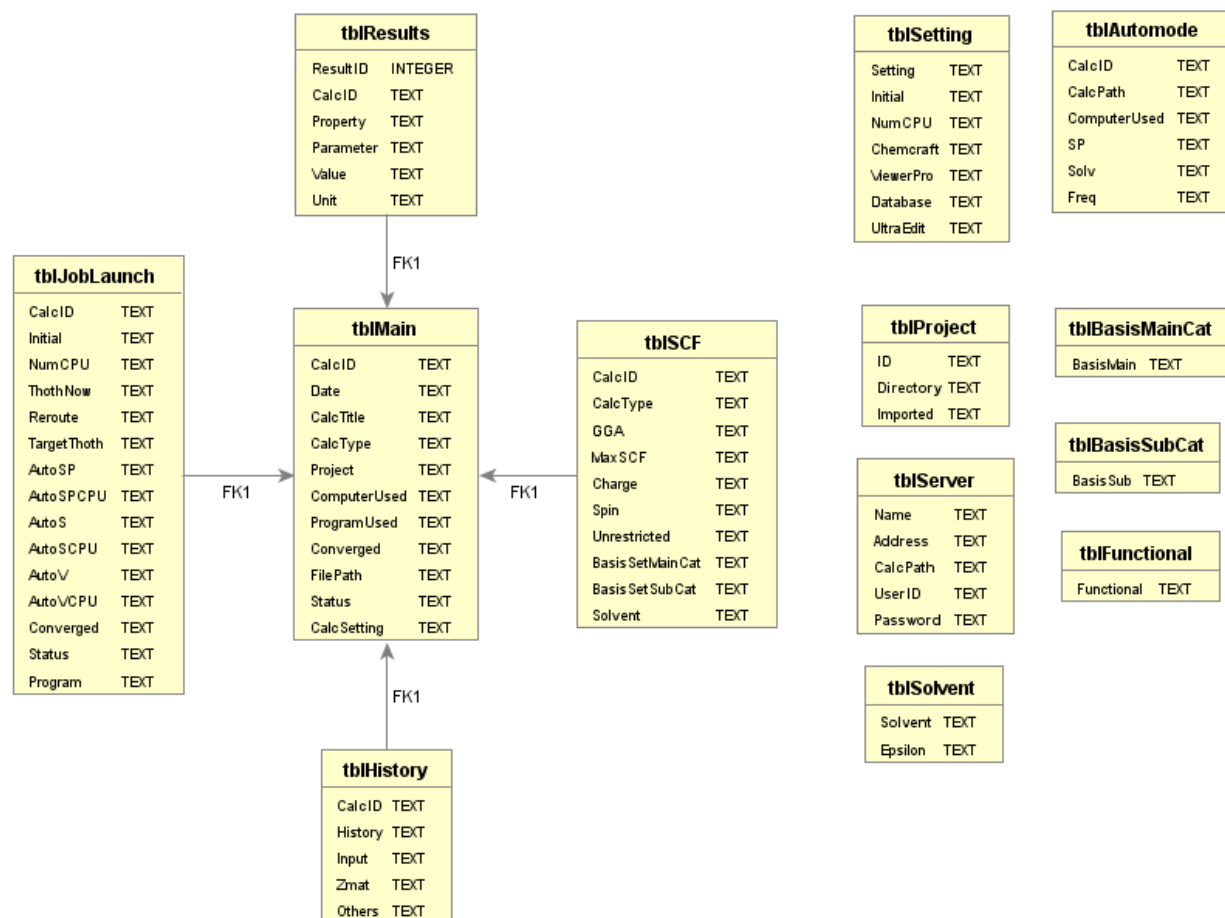 tblResults
ResultID INTEGER
CalcID TEXT
Property TEXT
Parameter TEXT
Value TEXT
Unit TEXT
FK1
tblJobLaunch
CalcID TEXT
Initial TEXT
NumCPU TEXT
ThothNow TEXT
Reroute TEXT
TargetThoth TEXT
AutoSP TEXT
AutoSPCPU TEXT
AutoS TEXT
AutoSCPU TEXT
AutoV TEXT
AutoVCPU TEXT
Converged TEXT
Status TEXT
Program TEXT
FK1
tblMain
CalcID TEXT
Date TEXT
CalcTitle TEXT
CalcType TEXT
Project TEXT
ComputerUsed TEXT
ProgramUsed TEXT
Converged TEXT
FilePath TEXT
Status TEXT
CalcSetting TEXT
FK1
tblSCF
CalcID TEXT
CalcType TEXT
GGA TEXT
MaxSCF TEXT
Charge TEXT
Spin TEXT
Unrestricted TEXT
BasisSetMainCat TEXT
BasisSetSubCat TEXT
Solvent TEXT
FK1
tblHistory
CalcID TEXT
History TEXT
Input TEXT
Zmat TEXT
Others TEXT
tblSetting
Setting TEXT
Initial TEXT
NumCPU TEXT
Chemcraft TEXT
ViewerPro TEXT
Database TEXT
UltraEdit TEXT
tblAutomode
CalcID TEXT
CalcPath TEXT
ComputerUsed TEXT
SP TEXT
Solv TEXT
Freq TEXT
tblProject
ID TEXT
Directory TEXT
Imported TEXT
tblBasisMainCat
BasisMain TEXT
tblBasisSubCat
BasisSub TEXT
tblServer
Name TEXT
Address TEXT
CalcPath TEXT
UserID TEXT
Password TEXT
tblFunctional
Functional TEXT
tblSolvent
Solvent TEXT
Epsilon TEXT